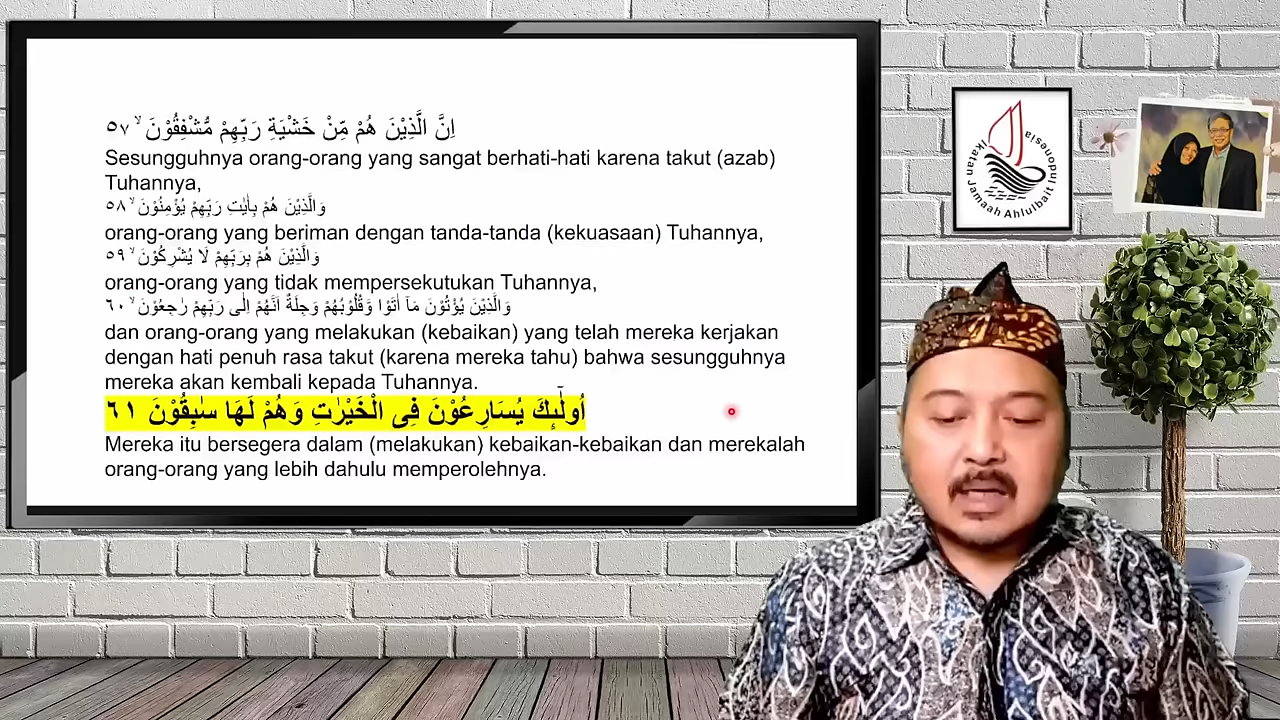 اِنَّ الَّذِيْنَ هُمْ مِّنْ خَشْيَةِ رَبِّهِمْ مُّشْفِقُوْنَ ۙ ٥٧
Sesungguhnya orang-orang yang sangat berhati-hati karena takut (azab)
Tuhannya,
وَالَّذِيْنَ هُمْ بِاٰيٰتِ رَبِّهِمْ يُؤْمِنُوْنَ ۙ ٥٨
orang-orang yang beriman dengan tanda-tanda (kekuasaan) Tuhannya,
وَالَّذِيْنَ هُمْ بِرَبِّهِمْ لَا يُشْرِكُوْنَ ۙ ٥٩
orang-orang yang tidak mempersekutukan Tuhannya,
وَالَّذِيْنَ يُؤْتُوْنَ مَآ اٰتَوْا وَّقُلُوْبُهُمْ وَجِلَةٌ اَنَّهُمْ اِلٰى رَبِّهِمْ رٰجِعُوْنَ ۙ ٦٠
dan orang-orang yang melakukan (kebaikan) yang telah mereka kerjakan
dengan hati penuh rasa takut (karena mereka tahu) bahwa sesungguhnya
mereka akan kembali kepada Tuhannya.
اُولٰۤىِٕكَ يُسَارِعُوْنَ فِى الْخَيْرٰتِ وَهُمْ لَهَا سٰبِقُوْنَ ٦١
Mereka itu bersegera dalam (melakukan) kebaikan-kebaikan dan merekalah
orang-orang yang lebih dahulu memperolehnya.
Ikatan Jamaah Ahlulbait Indonesia